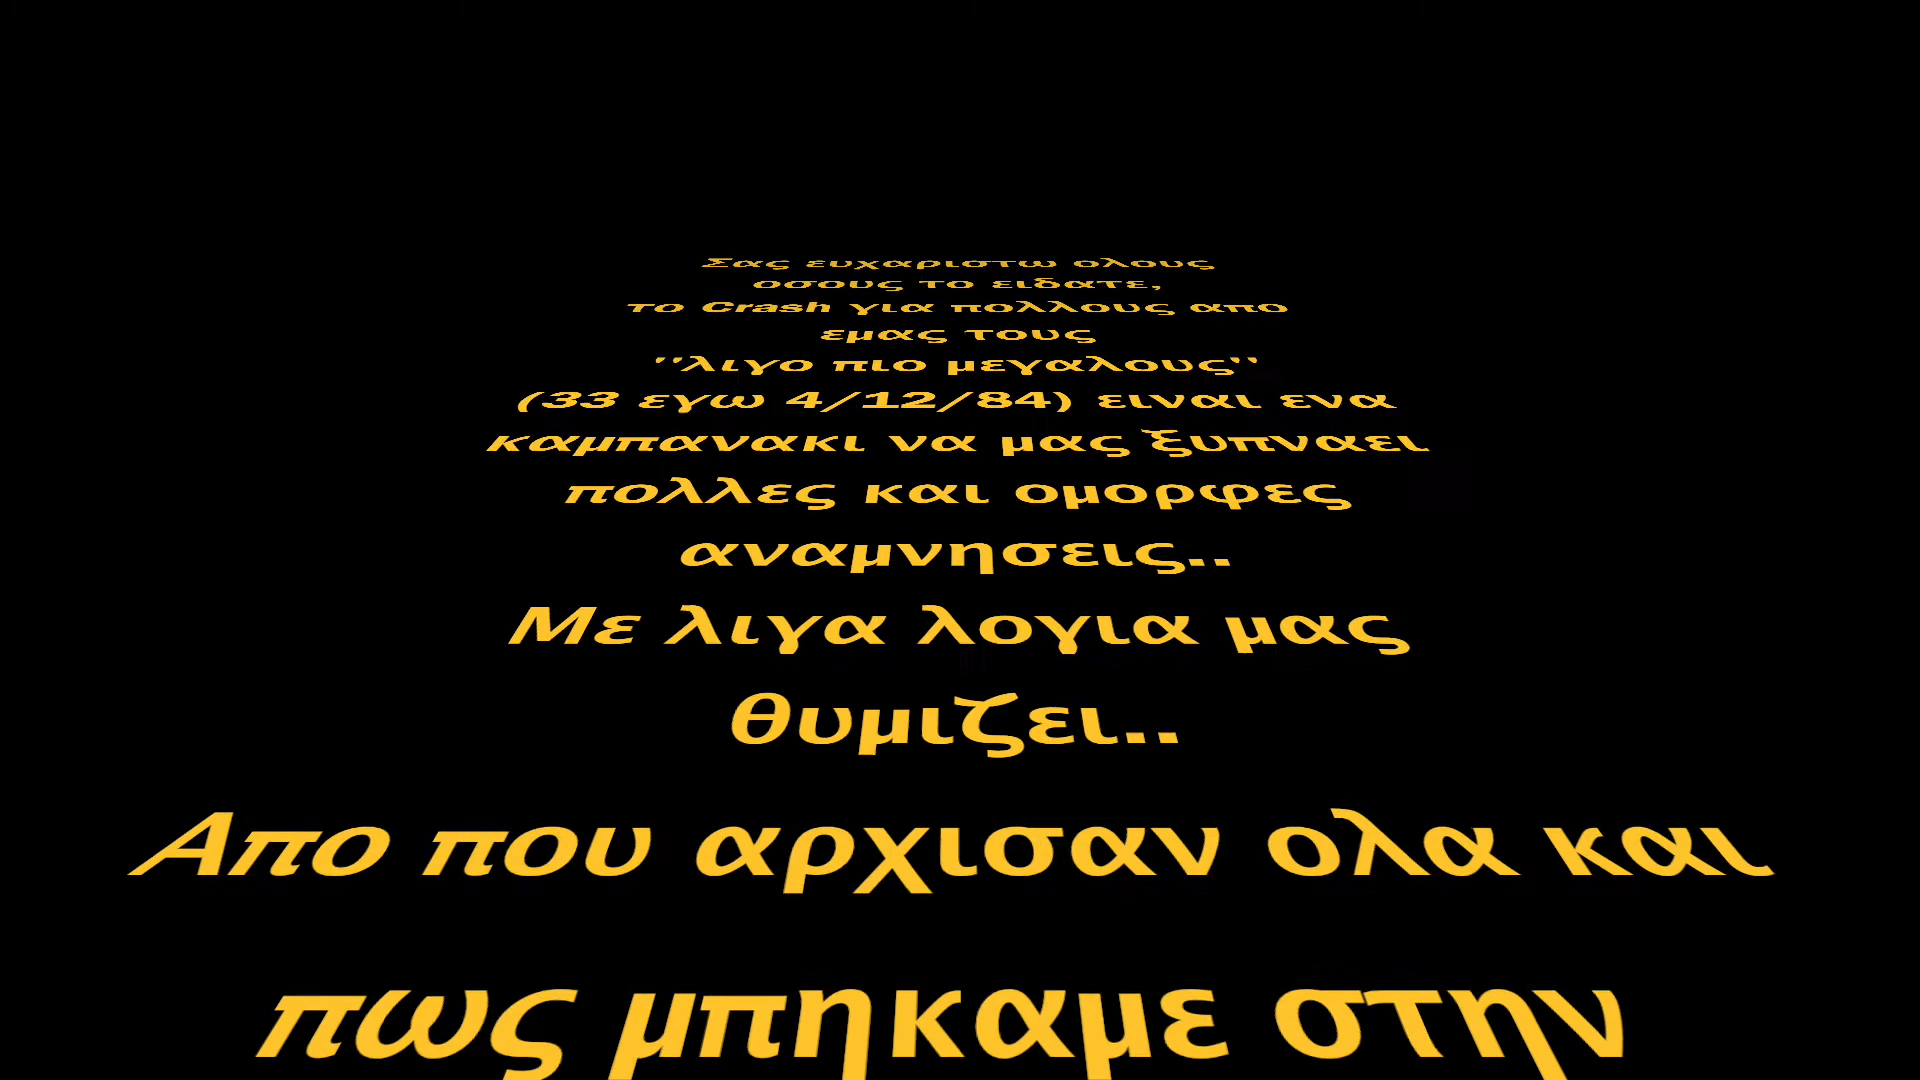 Σας ευχαριστω ολους
οσους το ειδατε,
το Crash για πολλους απο
εμας τους
''λιγο πιο μεγαλους''
(33 εγω 4/12/84) ειναι ενα
καμπανακι να μας ξυπναει
πολλες και ομορφες
αναμνησεις..
Με λιγα λογια μας
θυμιζει..
Απο που αρχισαν ολα και
πως μπηκαμε στην